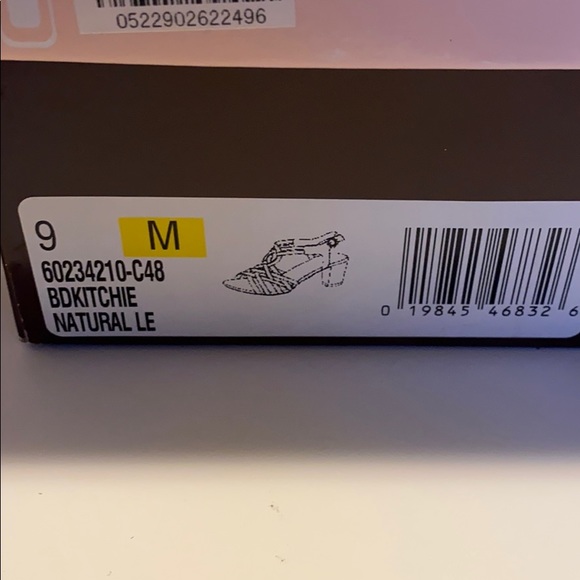 0522902622496
9 M
60234210-C48
BDKITCHIE
NATURAL LE
0 19845 46832 6